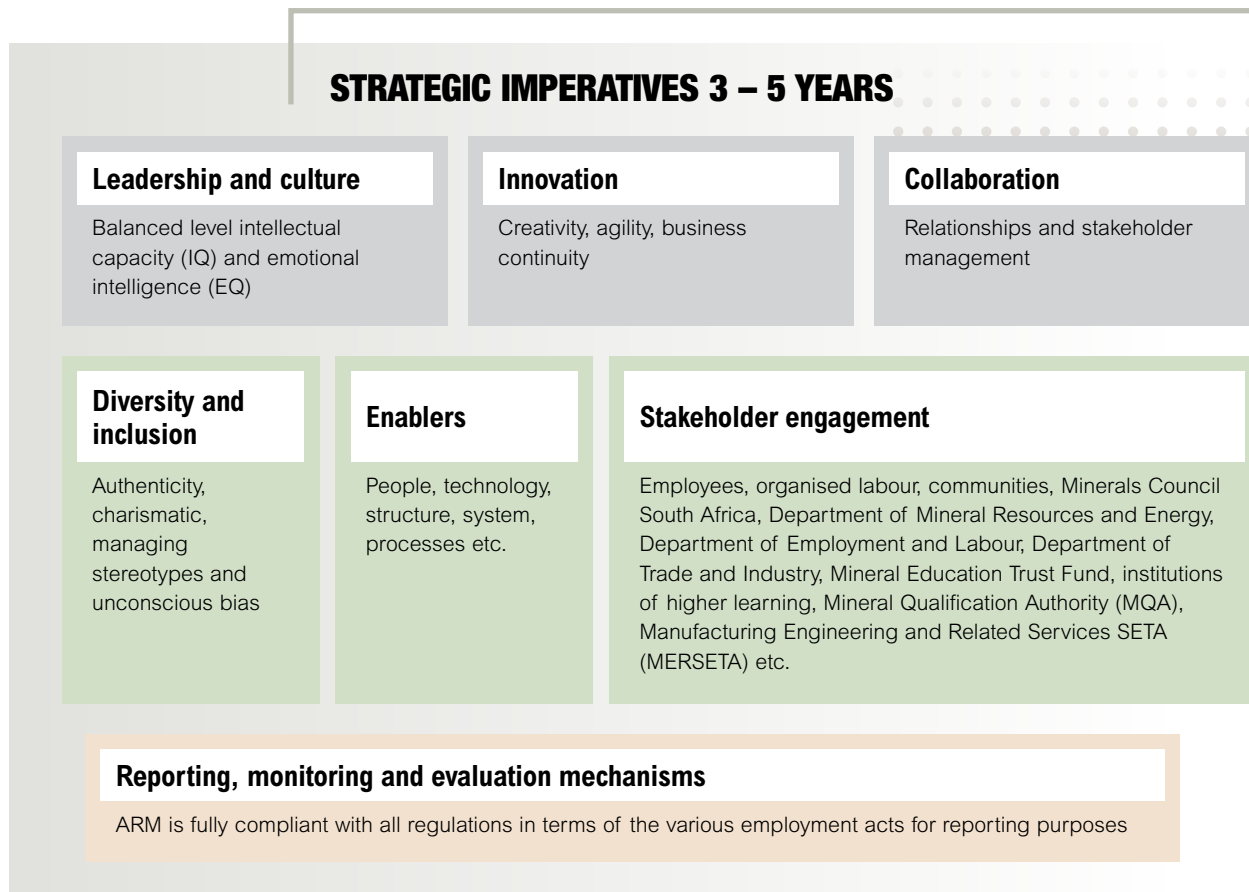 STRATEGIC IMPERATIVES 3 – 5 YEARS
Leadership and culture
Balanced level intellectual
capacity (IQ) and emotional
intelligence (EQ)
Innovation
Creativity, agility, business
continuity
Collaboration
Relationships and stakeholder
management
Diversity and
inclusion
Authenticity,
charismatic,
managing
stereotypes and
unconscious bias
Enablers
People, technology,
structure, system,
processes etc.
Stakeholder engagement
Employees, organised labour, communities, Minerals Council
South Africa, Department of Mineral Resources and Energy,
Department of Employment and Labour, Department of
Trade and Industry, Mineral Education Trust Fund, institutions
of higher learning, Mineral Qualification Authority (MQA),
Manufacturing Engineering and Related Services SETA
(MERSETA) etc.
Reporting, monitoring and evaluation mechanisms
ARM is fully compliant with all regulations in terms of the various employment acts for reporting purposes